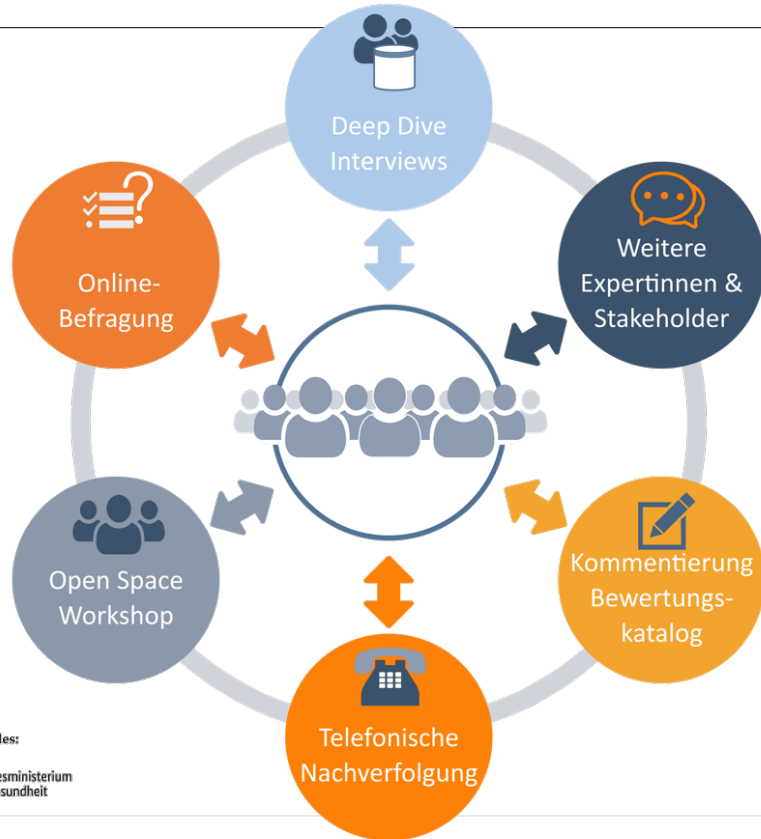 Deep Dive
Interviews
Weitere
Expertinnen &
Stakeholder
Kommentierung
Bewertungs-
katalog
Telefonische
Nachverfolgung
Open Space
Workshop
Online-
Befragung